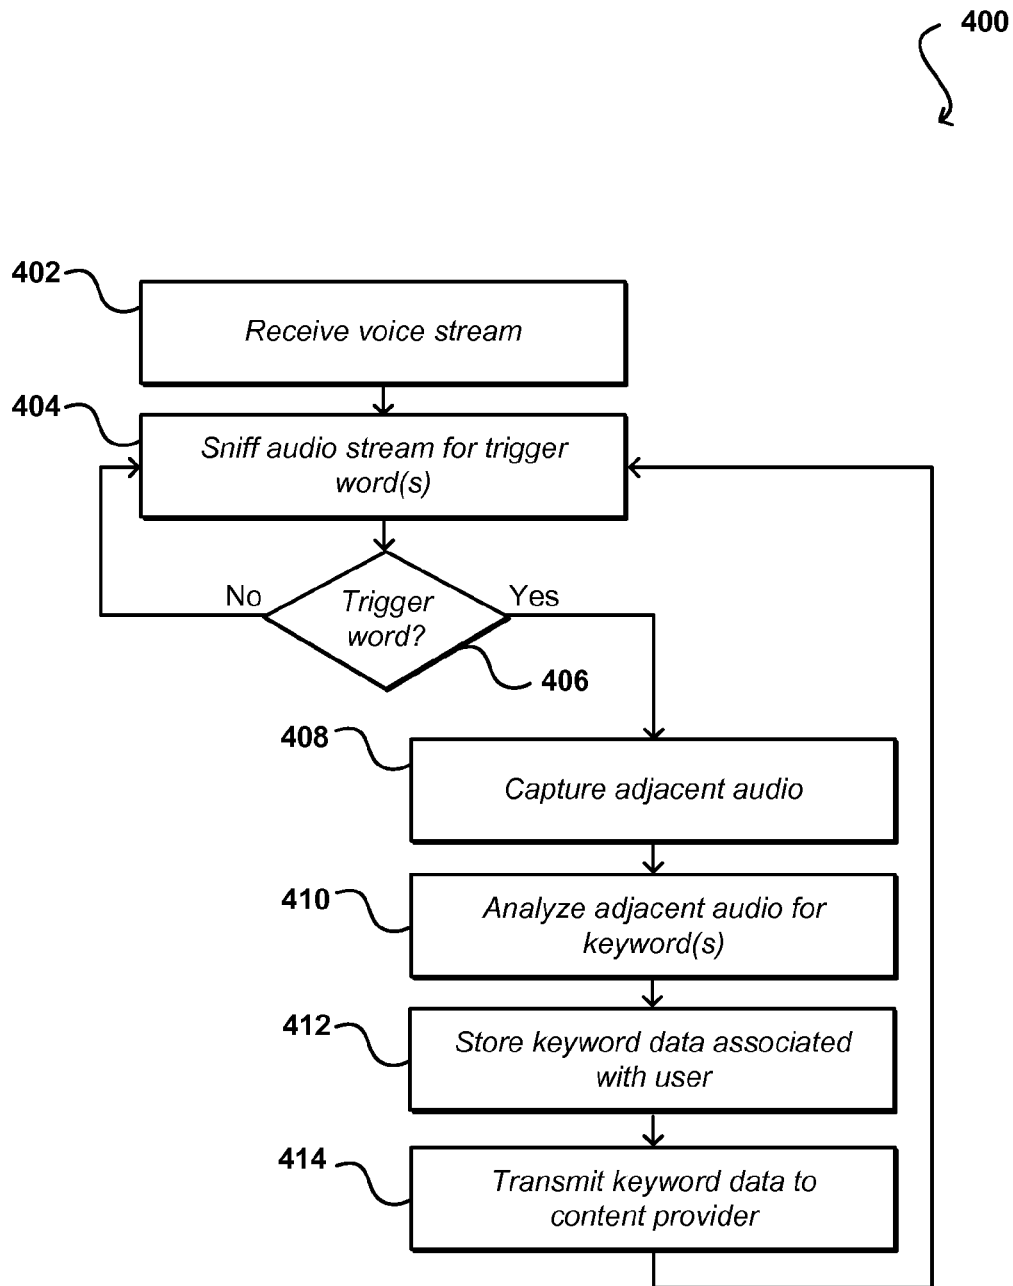 400
402
Receive voice stream
404
Sniff audio stream for trigger
word(s)
No
Trigger
word?
Yes
406
408
Capture adjacent audio
410
Analyze adjacent audio for
keyword(s)
412
Store keyword data associated
with user
414
Transmit keyword data to
content provider